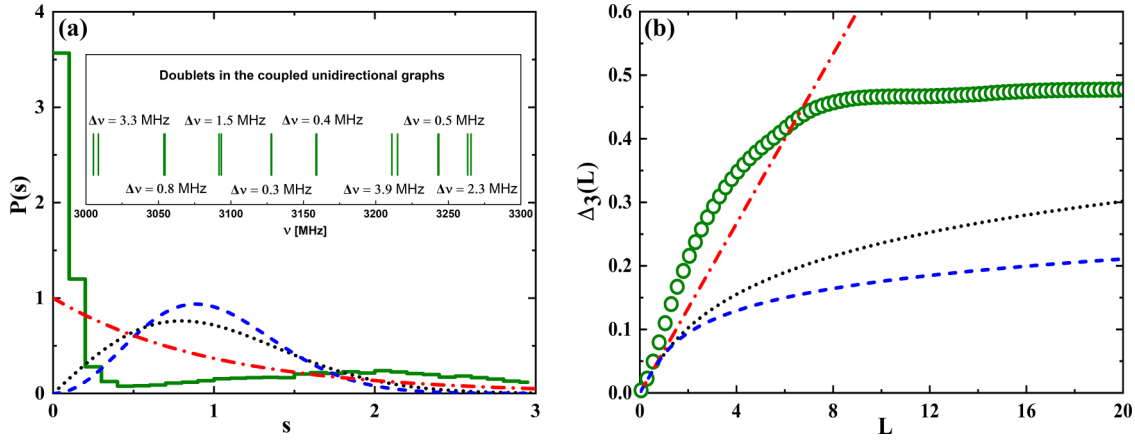 (a)
Doublets in the coupled unidirectional graphs
Δν = 3.3 MHz Δν = 1.5 MHz Δν = 0.4 MHz Δν = 0.5 MHz
Δν = 0.8 MHz Δν = 0.3 MHz Δν = 3.9 MHz Δν = 2.3 MHz
3000 3050 3100 3150 3200 3250 3300
ν [MHz]
P(s)
4
3
2
1
0
0 1 2 3
s
(b)
Δ₃(L)
0.6
0.5
0.4
0.3
0.2
0.1
0.0
0 4 8 12 16 20
L